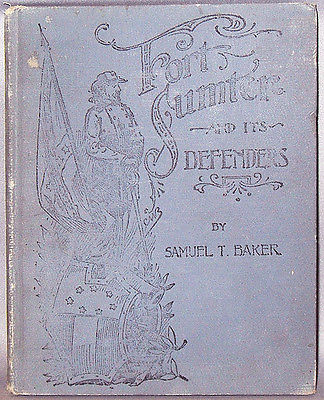 Fort
Sumter
AND ITS
DEFENDERS
BY
SAMUEL T. BAKER.